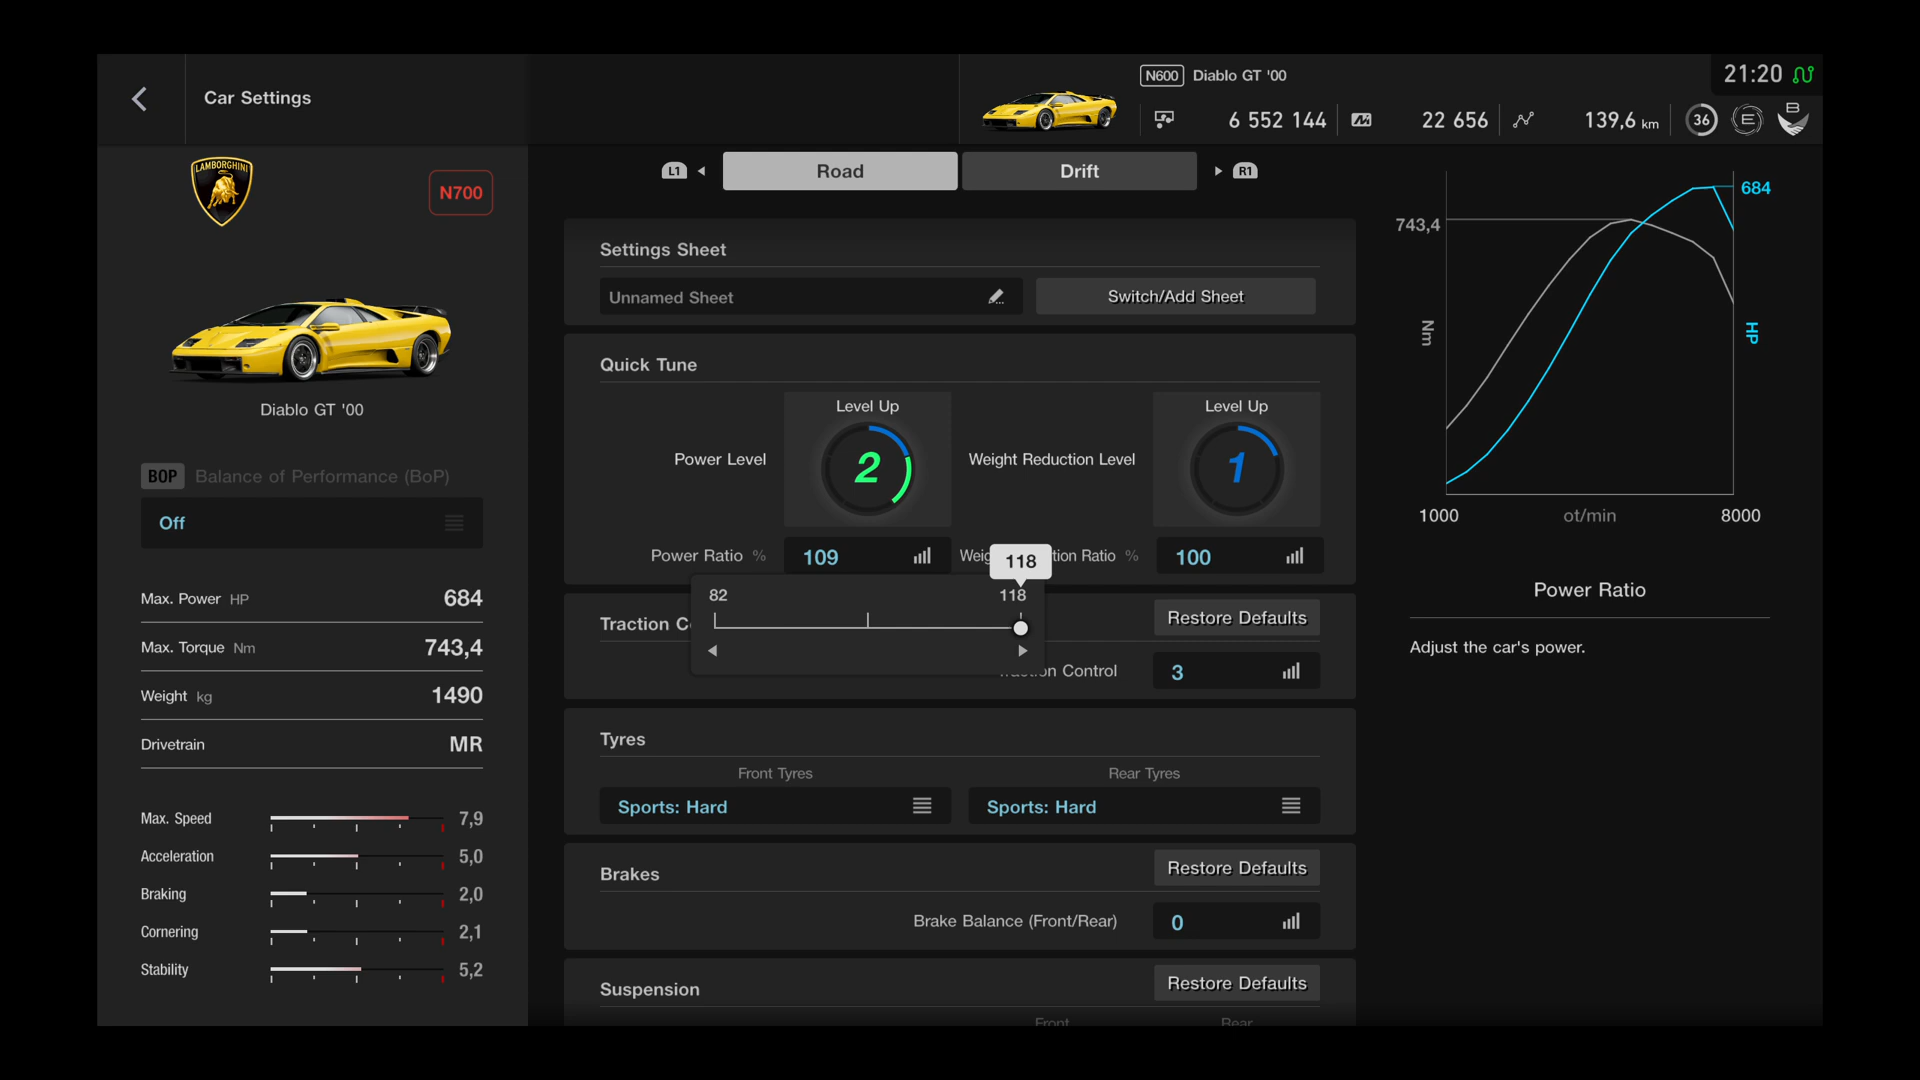 Car Settings
N600 Diablo GT '00
21:20
6 552 144
22 656
139,6 km
36
E
B
LAMBORGHINI
N700
Diablo GT '00
BOP Balance of Performance (BoP)
Off
Max. Power HP 684
Max. Torque Nm 743,4
Weight kg 1490
Drivetrain MR
Max. Speed 7,9
Acceleration 5,0
Braking 2,0
Cornering 2,1
Stability 5,2
L1 Road Drift R1
Settings Sheet
Unnamed Sheet Switch/Add Sheet
Quick Tune
Level Up Level Up
Power Level 2 Weight Reduction Level 1
Power Ratio % 109 Ratio % 100
118
82 118
Traction Restore Defaults
Control 3
Tyres
Front Tyres Rear Tyres
Sports: Hard Sports: Hard
Brakes Restore Defaults
Brake Balance (Front/Rear) 0
Suspension Restore Defaults
Front Rear
684
743,4
Nm
HP
1000 ot/min 8000
Power Ratio
Adjust the car's power.